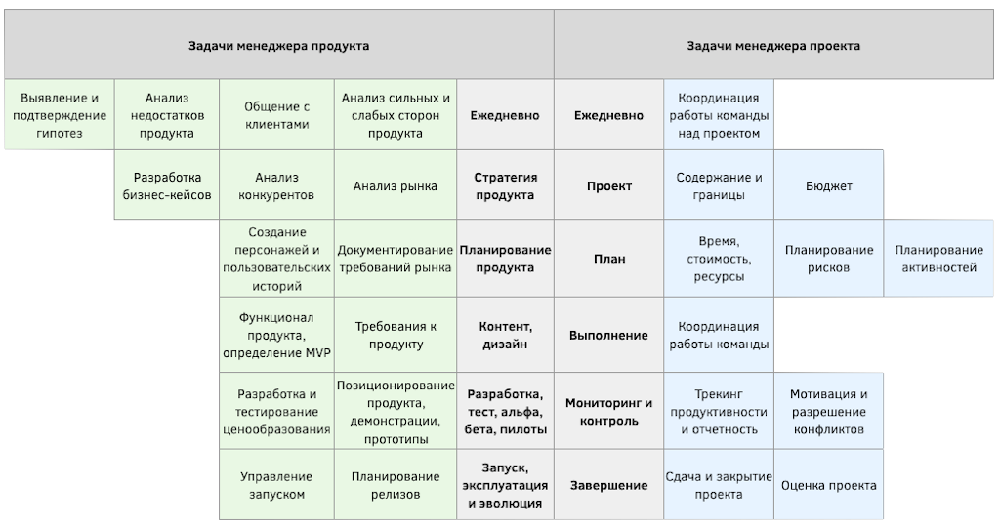 Задачи менеджера продукта
Задачи менеджера проекта
Выявление и
подтверждение
гипотез
Анализ
недостатков
продукта
Общение с
клиентами
Анализ сильных и
слабых сторон
продукта
Ежедневно
Ежедневно
Координация
работы команды
над проектом
Разработка
бизнес-кейсов
Анализ
конкурентов
Анализ рынка
Стратегия
продукта
Проект
Содержание и
границы
Бюджет
Создание
персонажей и
пользовательских
историй
Документирование
требований рынка
Планирование
продукта
План
Время,
стоимость,
ресурсы
Планирование
рисков
Планирование
активностей
Функционал
продукта,
определение MVP
Требования к
продукту
Контент,
дизайн
Выполнение
Координация
работы команды
Разработка и
тестирование
ценообразования
Позиционирование
продукта,
демонстрации,
прототипы
Разработка,
тест, альфа,
бета, пилоты
Мониторинг и
контроль
Трекинг
продуктивности
и отчетность
Мотивация и
разрешение
конфликтов
Управление
запуском
Планирование
релизов
Запуск,
эксплуатация
и эволюция
Завершение
Сдача и закрытие
проекта
Оценка проекта